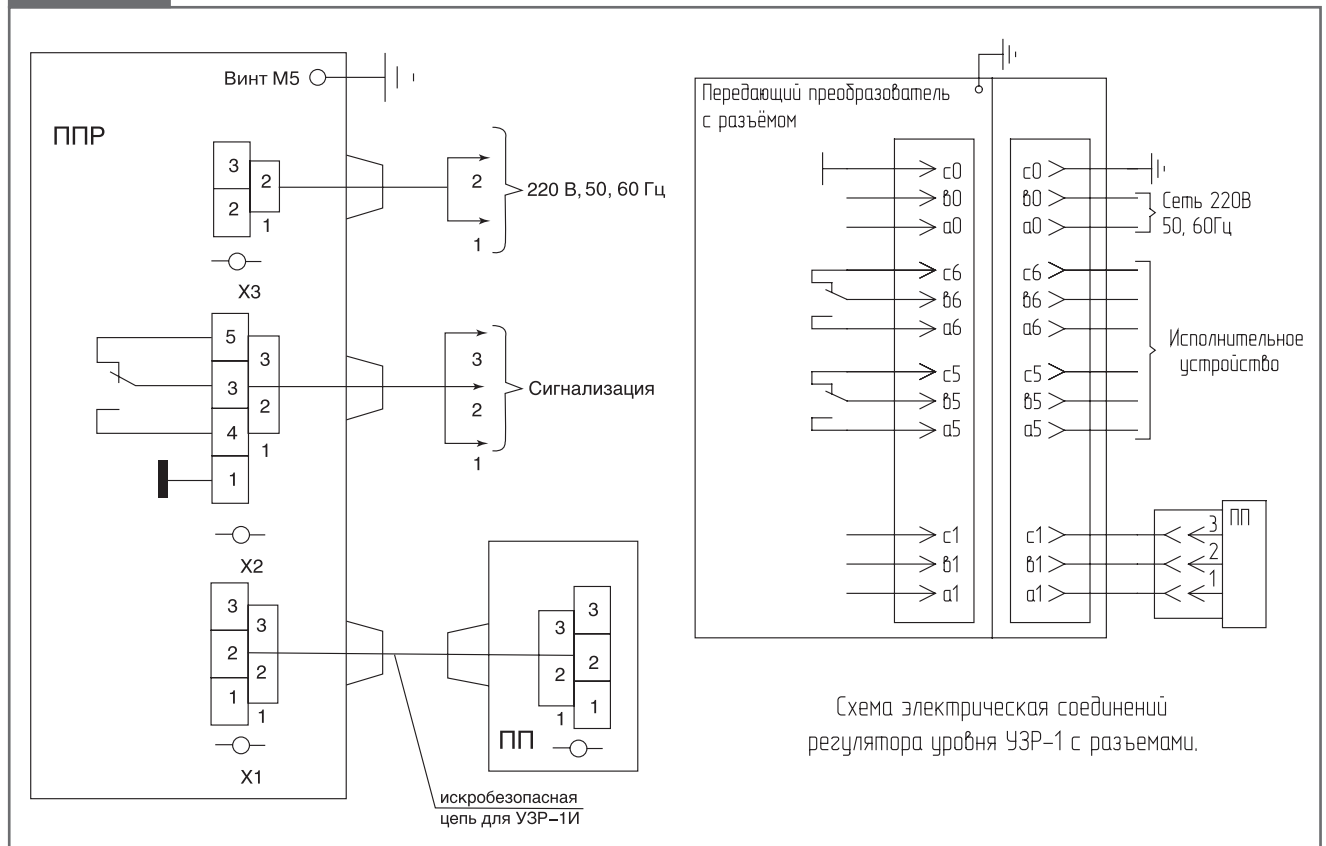 Винт М5
ППР
3
2
2
1
Х3
2
1
220 В, 50, 60 Гц
5
3
3
2
4
1
1
Х2
3
2
1
Сигнализация
3
3
2
2
1
1
Х1
3
3
2
2
1
1
ПП
искробезопасная
цепь для УЗР–1И
Передающий преобразователь
с разъёмом
с0
в0
а0
с6
в6
а6
с5
в5
а5
с1
в1
а1
с0
в0
а0
с6
в6
а6
с5
в5
а5
с1
в1
а1
Сеть 220В
50, 60Гц
Исполнительное
устройство
3
2
1
ПП
Схема электрическая соединений
регулятора уровня УЗР–1 с разъемами.